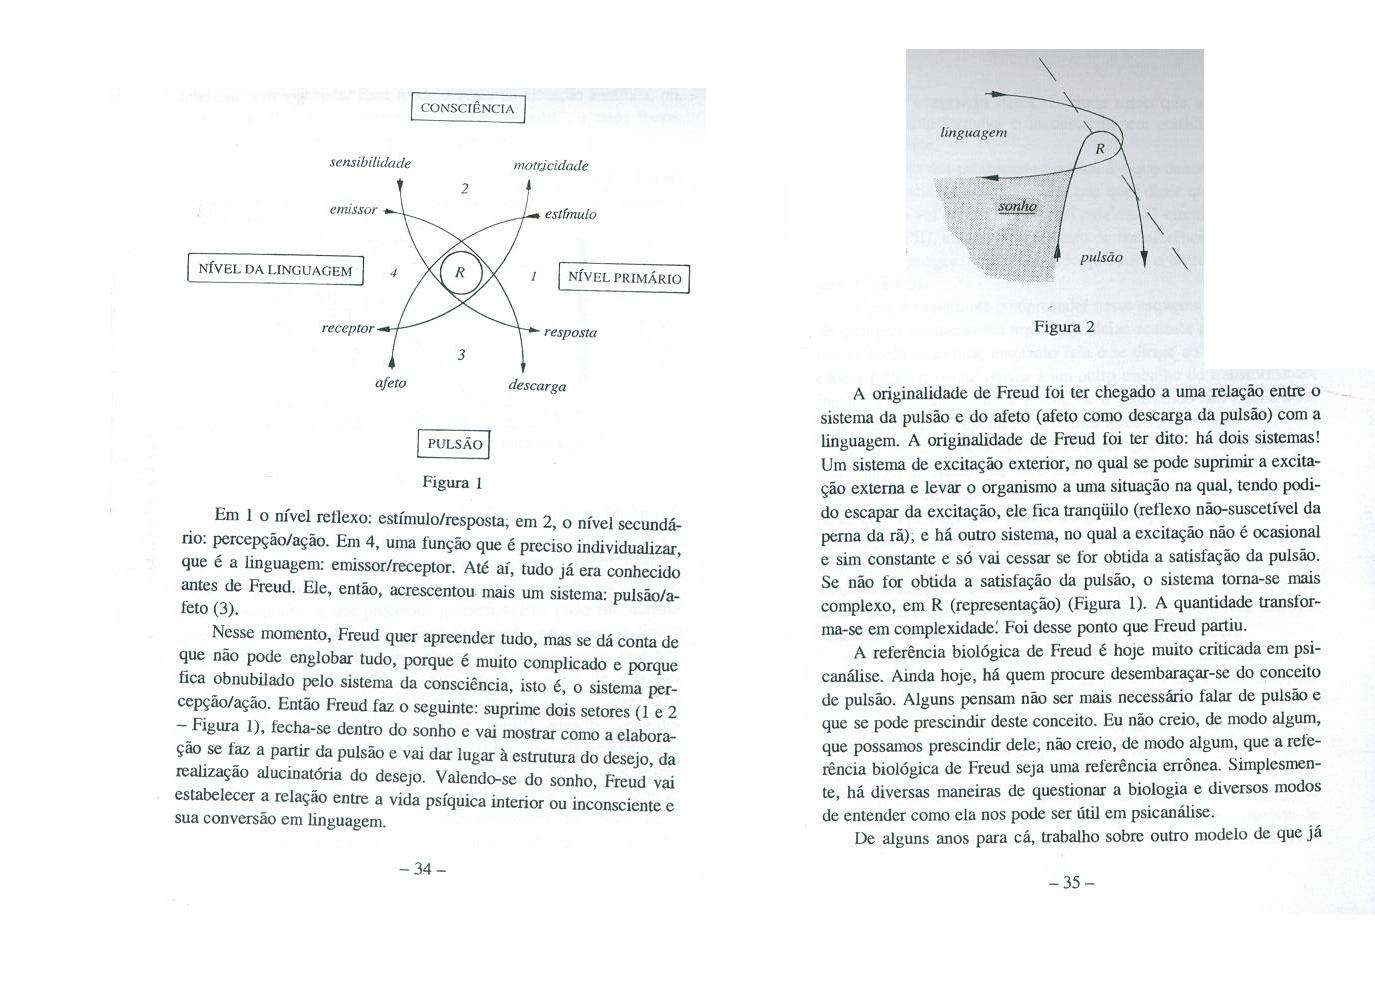 CONSCIÊNCIA
sensibilidade
motricidade
2
emissor
estímulo
NÍVEL DA LINGUAGEM
4
R
1
NÍVEL PRIMÁRIO
receptor
resposta
3
afeto
descarga
PULSÃO
Figura 1
Em 1 o nível reflexo: estímulo/resposta; em 2, o nível secundá-
rio: percepção/ação. Em 4, uma função que é preciso individualizar,
que é a linguagem: emissor/receptor. Até aí, tudo já era conhecido
antes de Freud. Ele, então, acrescentou mais um sistema: pulsão/a-
feto (3).
Nesse momento, Freud quer apreender tudo, mas se dá conta de
que não pode englobar tudo, porque é muito complicado e porque
fica obnubilado pelo sistema da consciência, isto é, o sistema per-
cepção/ação. Então Freud faz o seguinte: suprime dois setores (1 e 2
– Figura 1), fecha-se dentro do sonho e vai mostrar como a elabora-
ção se faz a partir da pulsão e vai dar lugar à estrutura do desejo, da
realização alucinatória do desejo. Valendo-se do sonho, Freud vai
estabelecer a relação entre a vida psíquica interior ou inconsciente e
sua conversão em linguagem.
– 34 –
linguagem
R
sonho
pulsão
Figura 2
A originalidade de Freud foi ter chegado a uma relação entre o
sistema da pulsão e do afeto (afeto como descarga da pulsão) com a
linguagem. A originalidade de Freud foi ter dito: há dois sistemas!
Um sistema de excitação exterior, no qual se pode suprimir a excita-
ção externa e levar o organismo a uma situação na qual, tendo podi-
do escapar da excitação, ele fica tranqüilo (reflexo não-suscetível da
perna da rã); e há outro sistema, no qual a excitação não é ocasional
e sim constante e só vai cessar se for obtida a satisfação da pulsão.
Se não for obtida a satisfação da pulsão, o sistema torna-se mais
complexo, em R (representação) (Figura 1). A quantidade transfor-
ma-se em complexidade. Foi desse ponto que Freud partiu.
A referência biológica de Freud é hoje muito criticada em psi-
canálise. Ainda hoje, há quem procure desembaraçar-se do conceito
de pulsão. Alguns pensam não ser mais necessário falar de pulsão e
que se pode prescindir deste conceito. Eu não creio, de modo algum,
que possamos prescindir dele; não creio, de modo algum, que a refe-
rência biológica de Freud seja uma referência errônea. Simplesmen-
te, há diversas maneiras de questionar a biologia e diversos modos
de entender como ela nos pode ser útil em psicanálise.
De alguns anos para cá, trabalho sobre outro modelo de que já
– 35 –